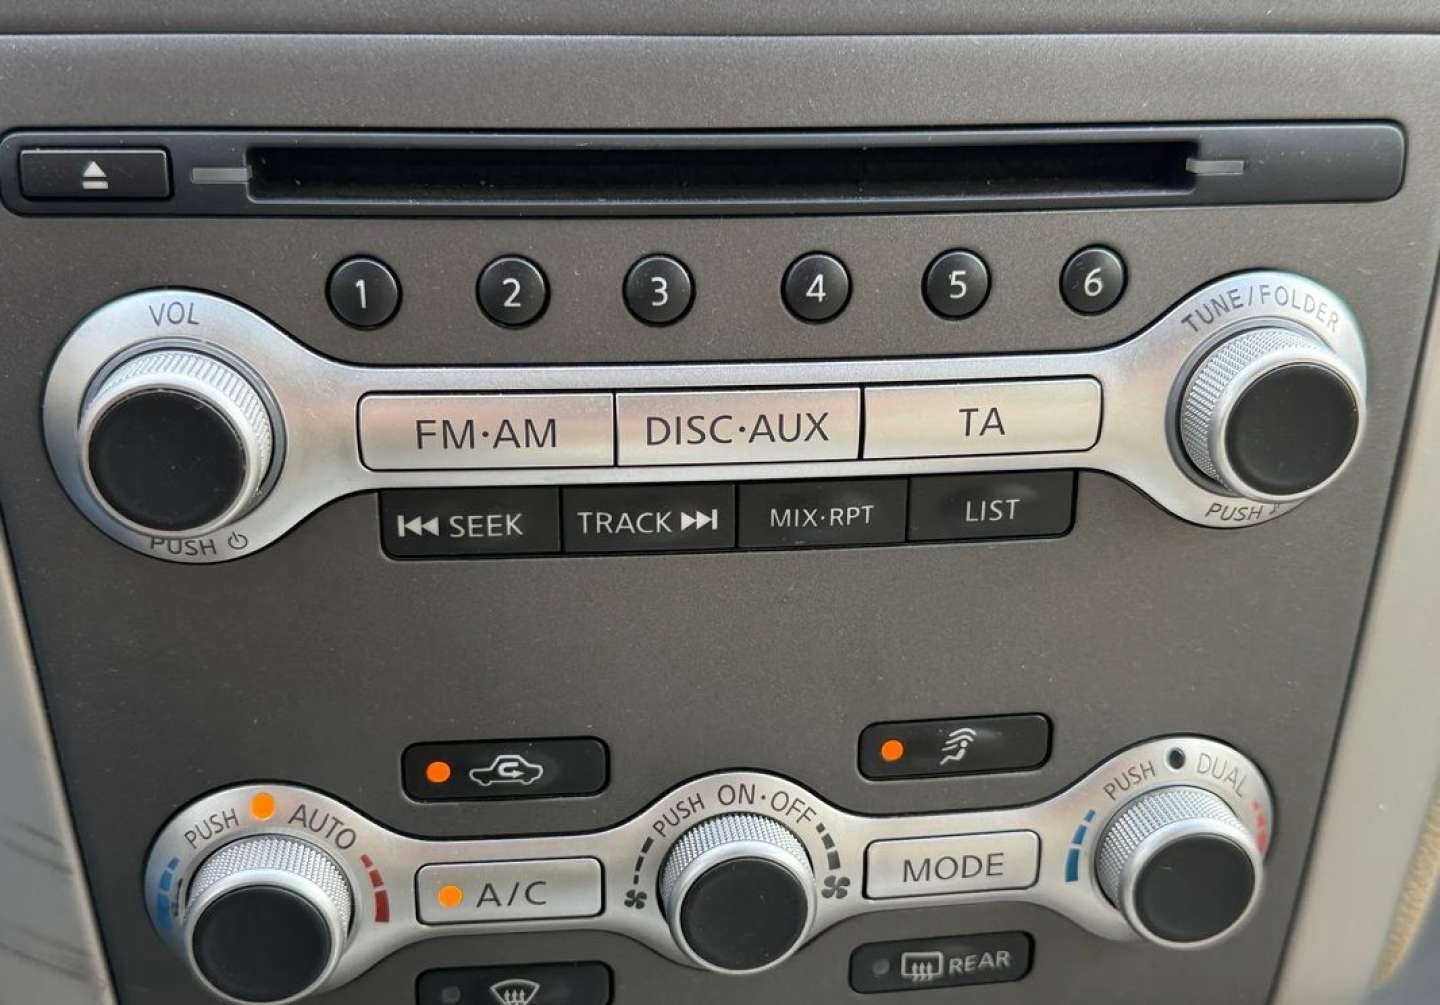 1 2 3 4 5 6
VOL
TUNE/FOLDER
FM·AM DISC·AUX TA
SEEK TRACK MIX·RPT LIST
PUSH
PUSH
PUSH AUTO
PUSH ON·OFF
PUSH DUAL
A/C
MODE
REAR